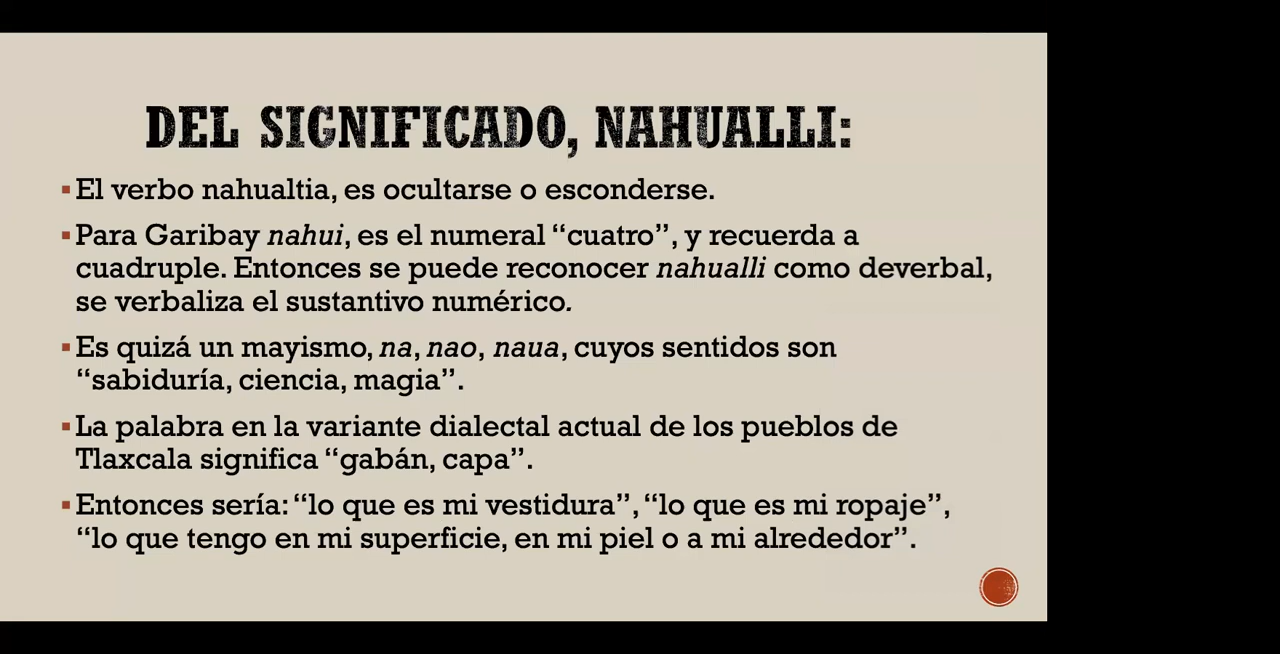 DEL SIGNIFICADO, NAHUALLI:
▪El verbo nahualtia, es ocultarse o esconderse.
▪Para Garibay nahui, es el numeral “cuatro”, y recuerda a
cuadruple. Entonces se puede reconocer nahualli como deverbal,
se verbaliza el sustantivo numérico.
▪Es quizá un mayismo, na, nao, naua, cuyos sentidos son
“sabiduría, ciencia, magia”.
▪La palabra en la variante dialectal actual de los pueblos de
Tlaxcala significa “gabán, capa”.
▪Entonces sería: “lo que es mi vestidura”, “lo que es mi ropaje”,
“lo que tengo en mi superficie, en mi piel o a mi alrededor”.